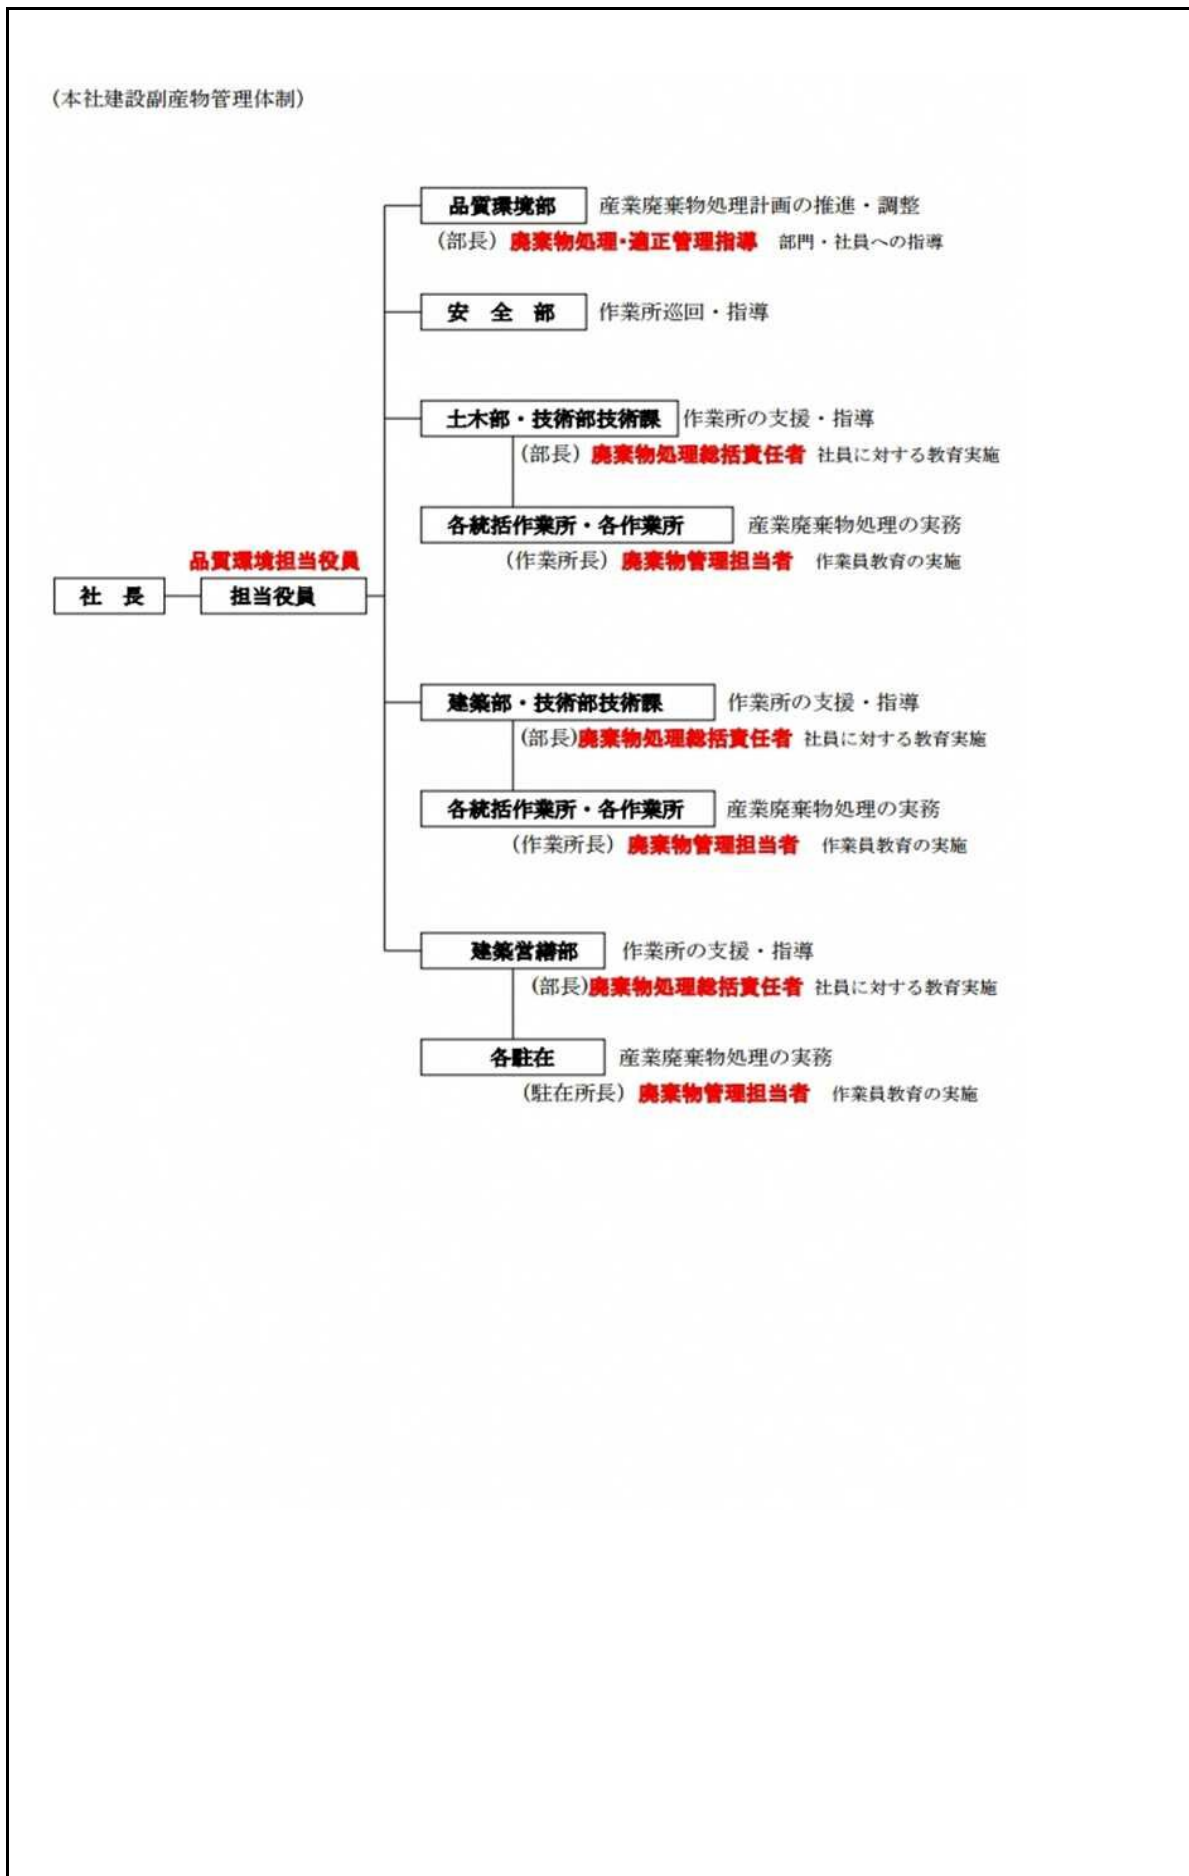 (本社建設副産物管理体制)
品質環境部 産業廃棄物処理計画の推進・調整
(部長) 廃棄物処理・適正管理指導 部門・社員への指導
安 全 部 作業所巡回・指導
土木部・技術部技術課 作業所の支援・指導
(部長) 廃棄物処理総括責任者 社員に対する教育実施
各統括作業所・各作業所 産業廃棄物処理の実務
(作業所長) 廃棄物管理担当者 作業員教育の実施
品質環境担当役員
社 長 担当役員
建築部・技術部技術課 作業所の支援・指導
(部長)廃棄物処理総括責任者 社員に対する教育実施
各統括作業所・各作業所 産業廃棄物処理の実務
(作業所長) 廃棄物管理担当者 作業員教育の実施
建築営繕部 作業所の支援・指導
(部長)廃棄物処理総括責任者 社員に対する教育実施
各駐在 産業廃棄物処理の実務
(駐在所長) 廃棄物管理担当者 作業員教育の実施